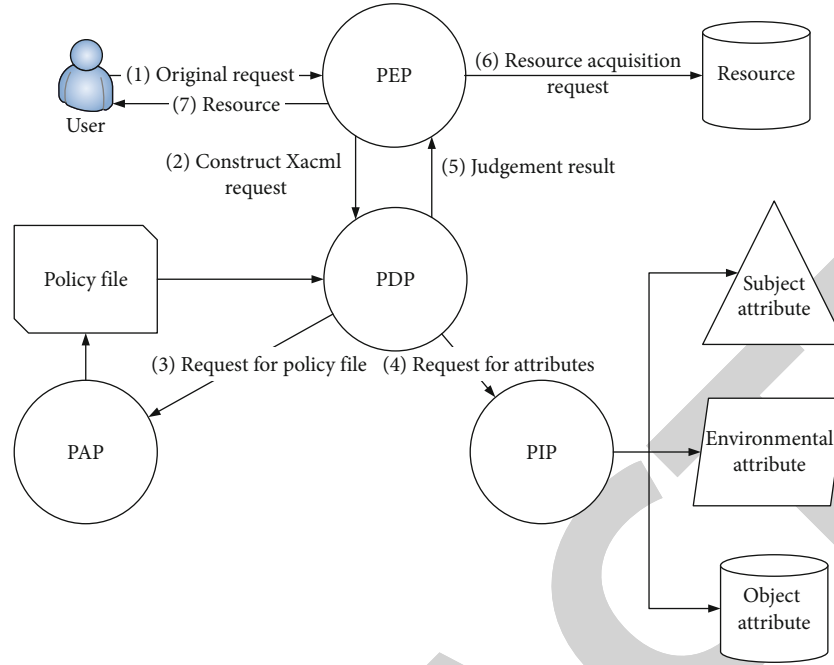 (1) Original request
PEP
(6) Resource acquisition
request
Resource
(7) Resource
User
(2) Construct Xacml
request
(5) Judgement result
Policy file
PDP
Subject
attribute
(3) Request for policy file
(4) Request for attributes
PAP
PIP
Environmental
attribute
Object
attribute